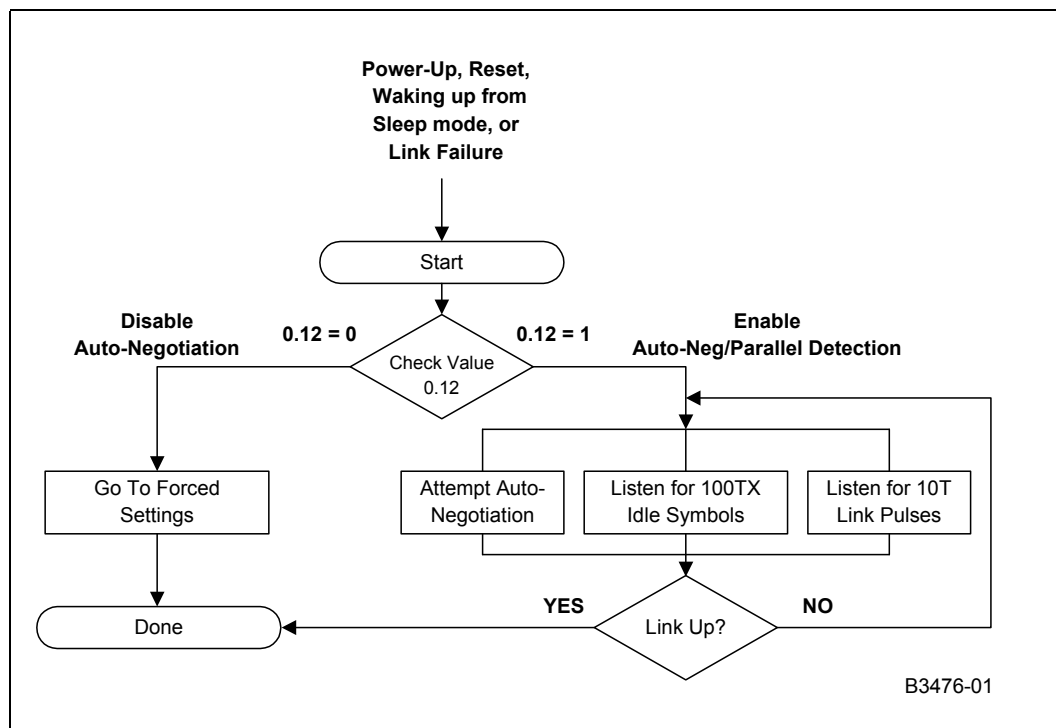 Power-Up, Reset,
Waking up from
Sleep mode, or
Link Failure
Start
Disable
Auto-Negotiation
0.12 = 0
0.12 = 1
Enable
Auto-Neg/Parallel Detection
Check Value
0.12
Go To Forced
Settings
Attempt Auto-
Negotiation
Listen for 100TX
Idle Symbols
Listen for 10T
Link Pulses
Done
YES
Link Up?
NO
B3476-01